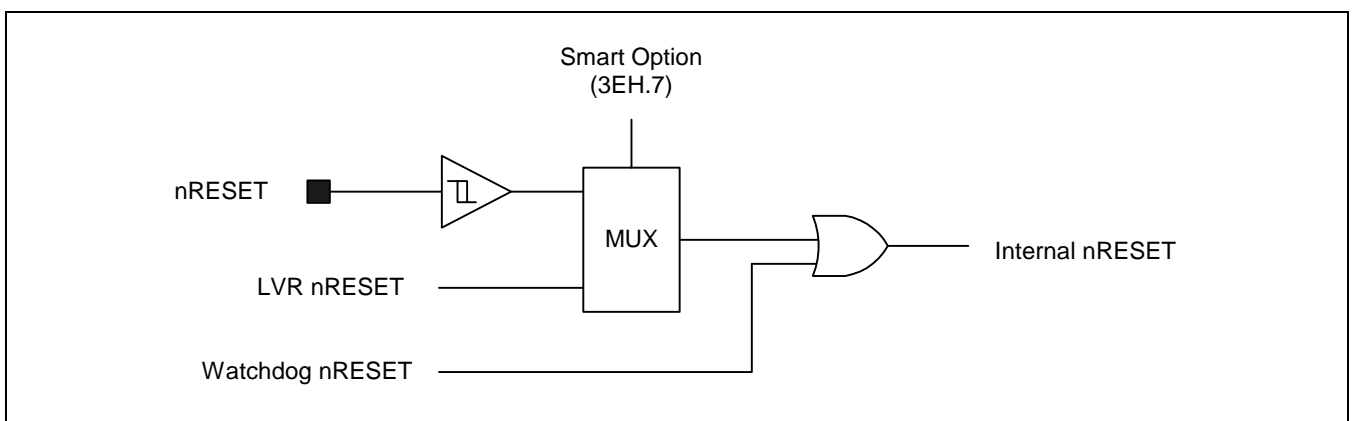 Smart Option
(3EH.7)
nRESET
MUX
Internal nRESET
LVR nRESET
Watchdog nRESET